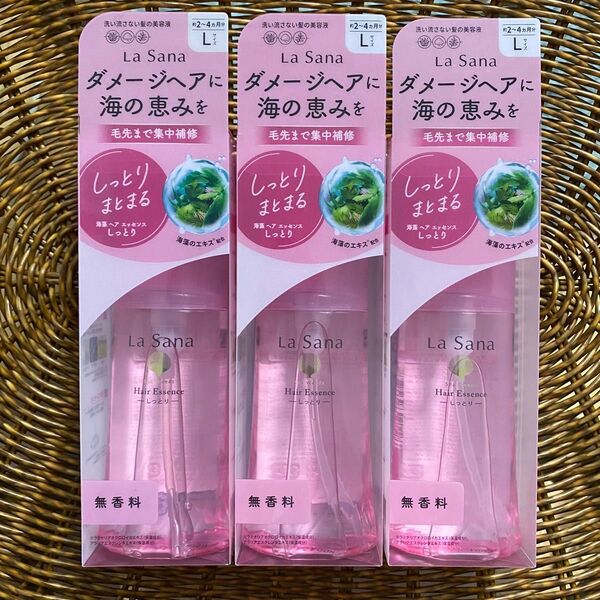 洗い流さない髪の美容液
約2~4ヵ月分
Lサイズ
La Sana
ダメージヘアに
海の恵みを
毛先まで集中補修
しっとり
まとまる
海藻 ヘア エッセンス
しっとり
海藻のエキス*配合
La Sana
Hair Essence
しっとり
無香料
洗い流さない髪の美容液
約2~4ヵ月分
Lサイズ
La Sana
ダメージヘアに
海の恵みを
毛先まで集中補修
しっとり
まとまる
海藻 ヘア エッセンス
しっとり
海藻のエキス*配合
La Sana
Hair Essence
しっとり
無香料
洗い流さない髪の美容液
約2~4ヵ月分
Lサイズ
La Sana
ダメージヘアに
海の恵みを
毛先まで集中補修
しっとり
まとまる
海藻 ヘア エッセンス
しっとり
海藻のエキス*配合
La Sana
Hair Essence
しっとり
無香料